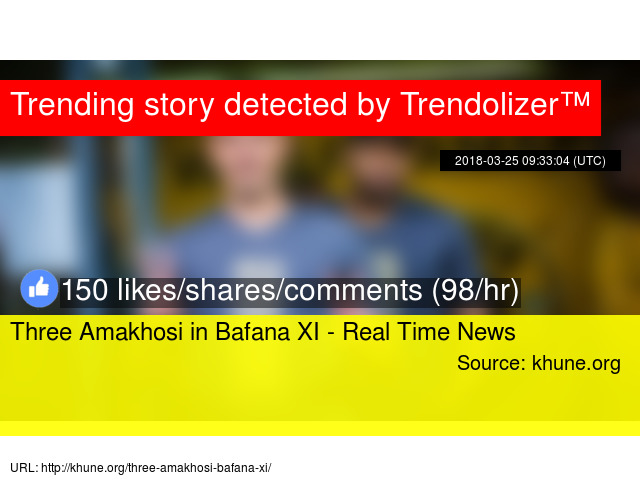 Trending story detected by Trendolizer™
2018-03-25 09:33:04 (UTC)
150 likes/shares/comments (98/hr)
Three Amakhosi in Bafana XI - Real Time News
Source: khune.org
URL: http://khune.org/three-amakhosi-bafana-xi/